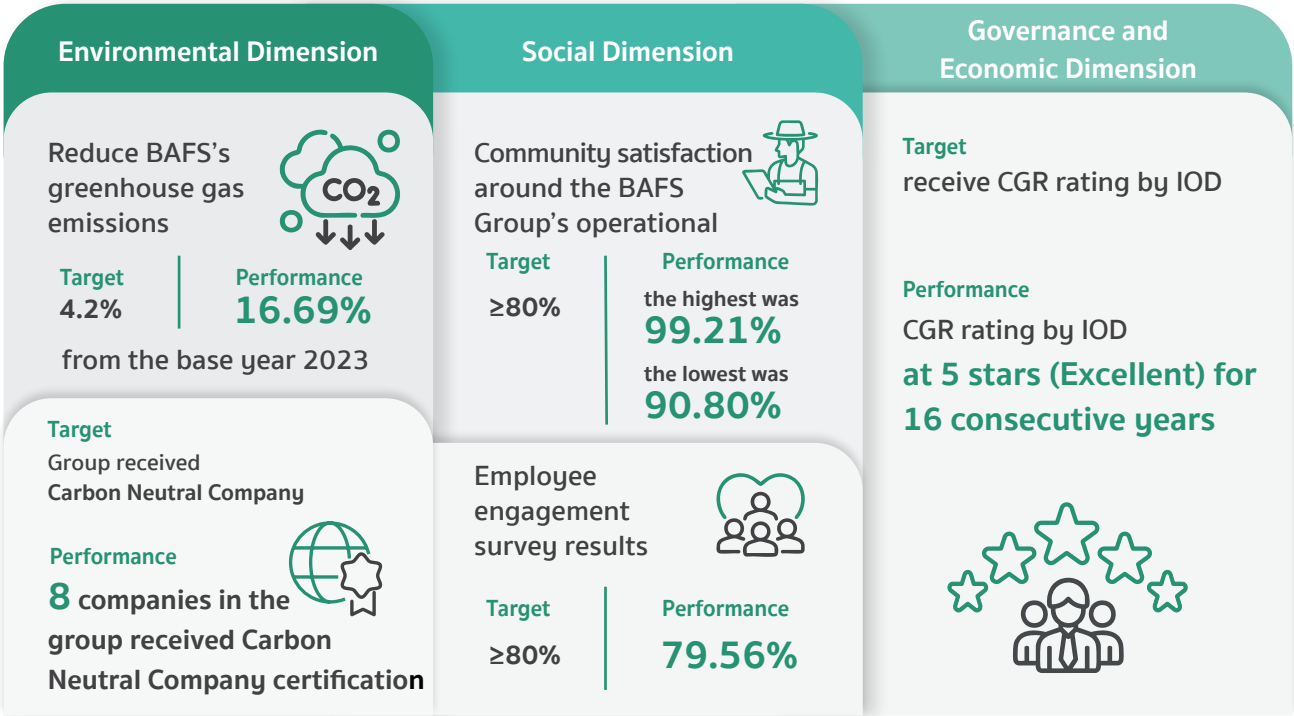 Environmental Dimension
Reduce BAFS's
greenhouse gas
emissions
CO2
Target
4.2%
Performance
16.69%
from the base year 2023
Target
Group received
Carbon Neutral Company
Performance
8 companies in the
group received Carbon
Neutral Company certification
Social Dimension
Community satisfaction
around the BAFS
Group's operational
Target
≥80%
Performance
the highest was
99.21%
the lowest was
90.80%
Employee
engagement
survey results
Target
≥80%
Performance
79.56%
Governance and
Economic Dimension
Target
receive CGR rating by IOD
Performance
CGR rating by IOD
at 5 stars (Excellent) for
16 consecutive years